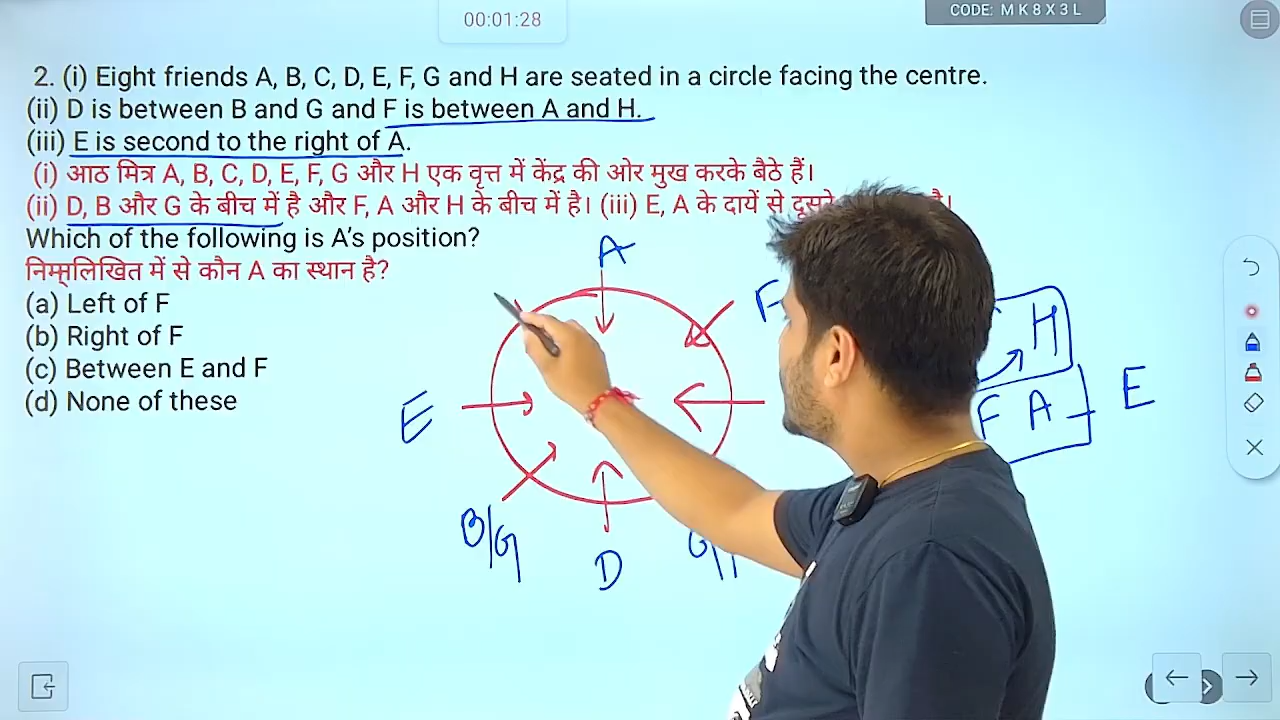 00:01:28
CODE: MK8X3L
2. (i) Eight friends A, B, C, D, E, F, G and H are seated in a circle facing the centre.
(ii) D is between B and G and F is between A and H.
(iii) E is second to the right of A.
(i) आठ मित्र A, B, C, D, E, F, G और H एक वृत्त में केंद्र की ओर मुख करके बैठे हैं।
(ii) D, B और G के बीच में है और F, A और H के बीच में है। (iii) E, A के दायें से
Which of the following is A's position?
निम्नलिखित में से कौन A का स्थान है?
(a) Left of F
(b) Right of F
(c) Between E and F
(d) None of these
A
F
H
E
F A E
B/G
D